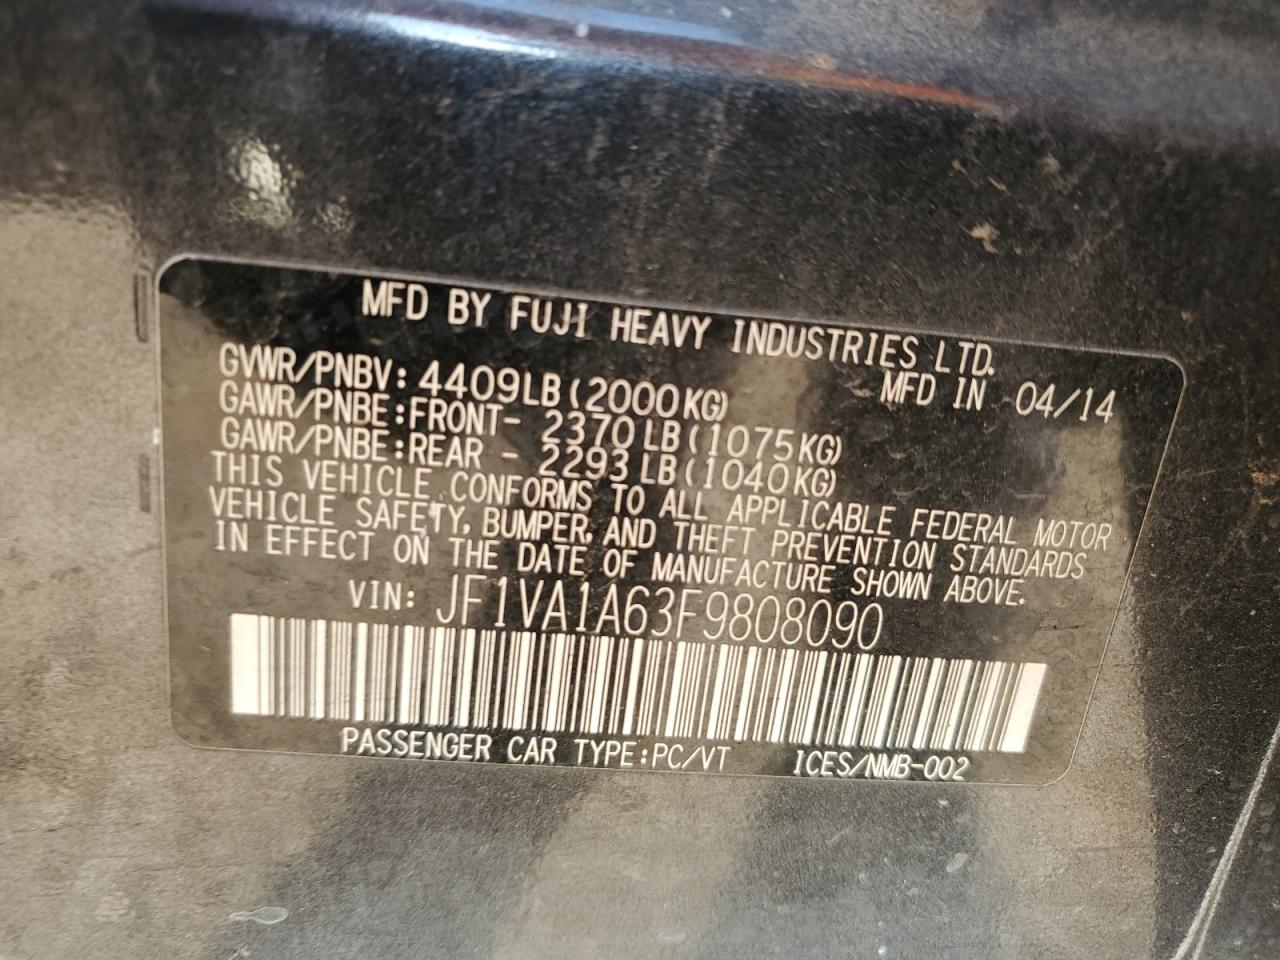 MFD BY FUJI HEAVY INDUSTRIES LTD.
GVWR/PNBV: 4409LB (2000KG) MFD IN 04/14
GAWR/PNBE:FRONT- 2370LB(1075KG)
GAWR/PNBE:REAR - 2293LB(1040KG)
THIS VEHICLE CONFORMS TO ALL APPLICABLE FEDERAL MOTOR
VEHICLE SAFETY, BUMPER, AND THEFT PREVENTION STANDARDS
IN EFFECT ON THE DATE OF MANUFACTURE SHOWN ABOVE.
VIN: JF1VA1A63F9808090
PASSENGER CAR TYPE:PC/VT ICES/NMB-002